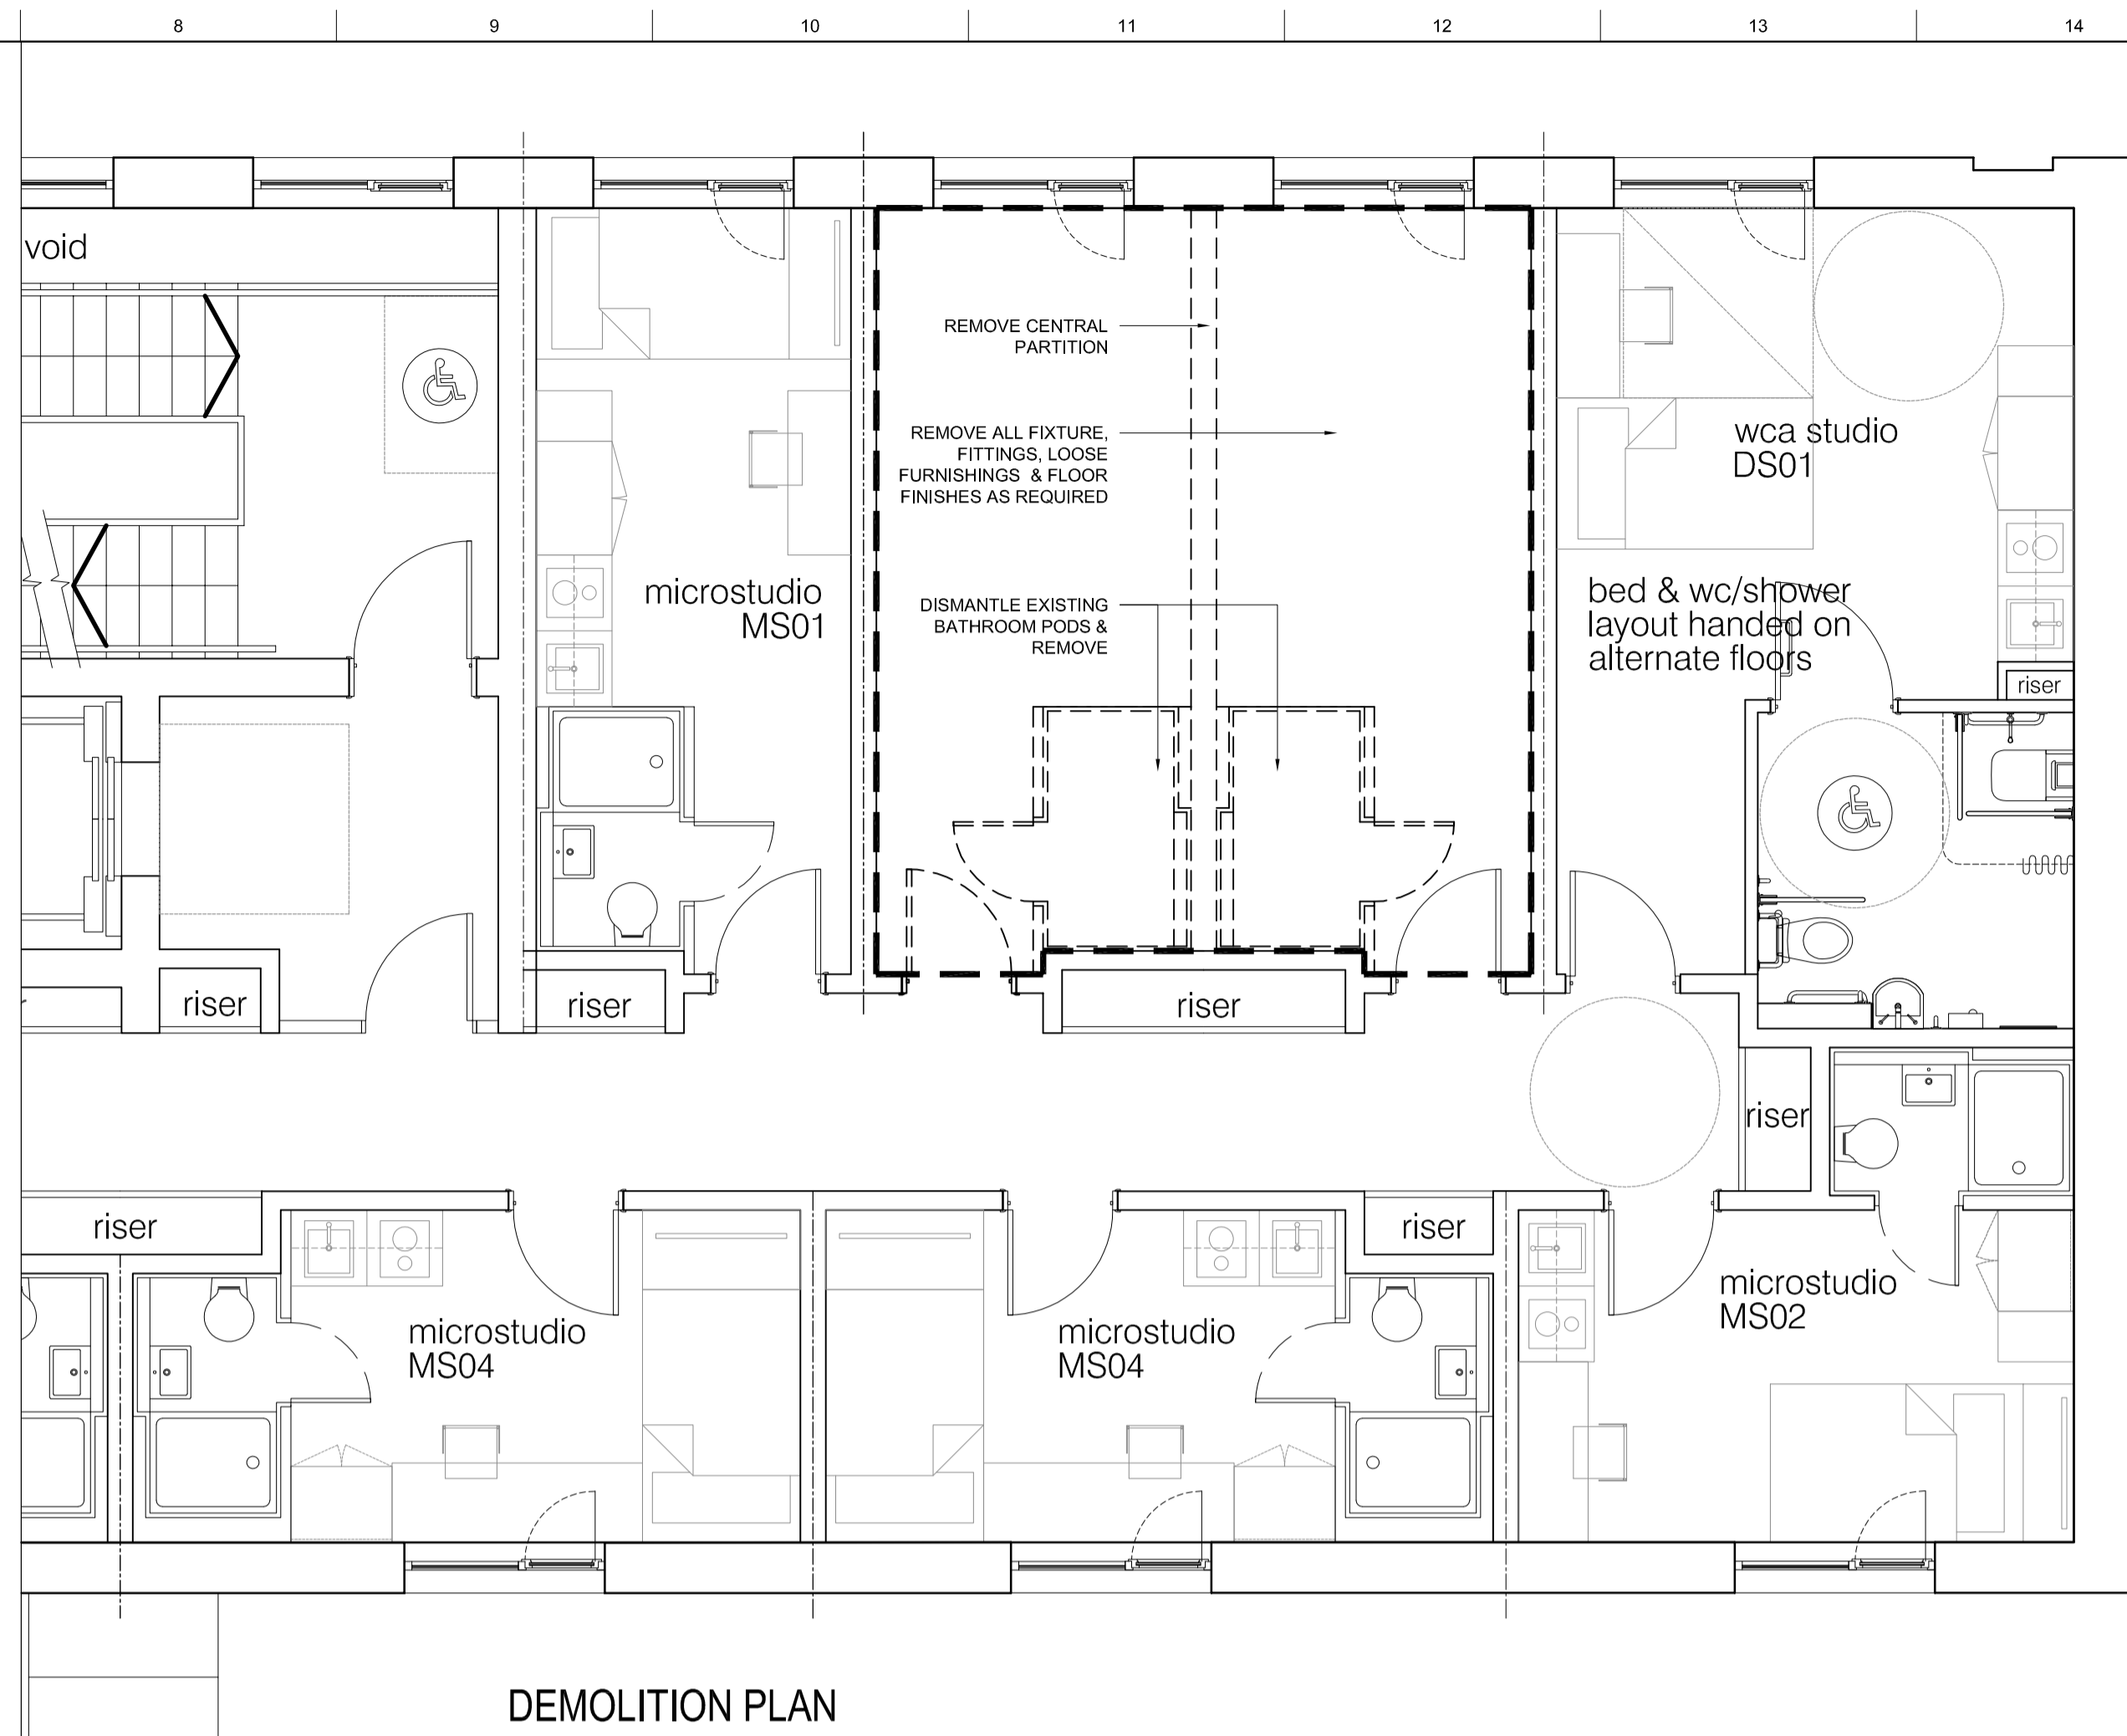 8 9 10 11 12 13 14
void
REMOVE CENTRAL
PARTITION
REMOVE ALL FIXTURE,
FITTINGS, LOOSE
FURNISHINGS & FLOOR
FINISHES AS REQUIRED
wca studio
DS01
microstudio
MS01
DISMANTLE EXISTING
BATHROOM PODS &
REMOVE
bed & wc/shower
layout handed on
alternate floors
riser
riser
riser
riser
riser
riser
riser
microstudio
MS04
microstudio
MS04
microstudio
MS02
DEMOLITION PLAN